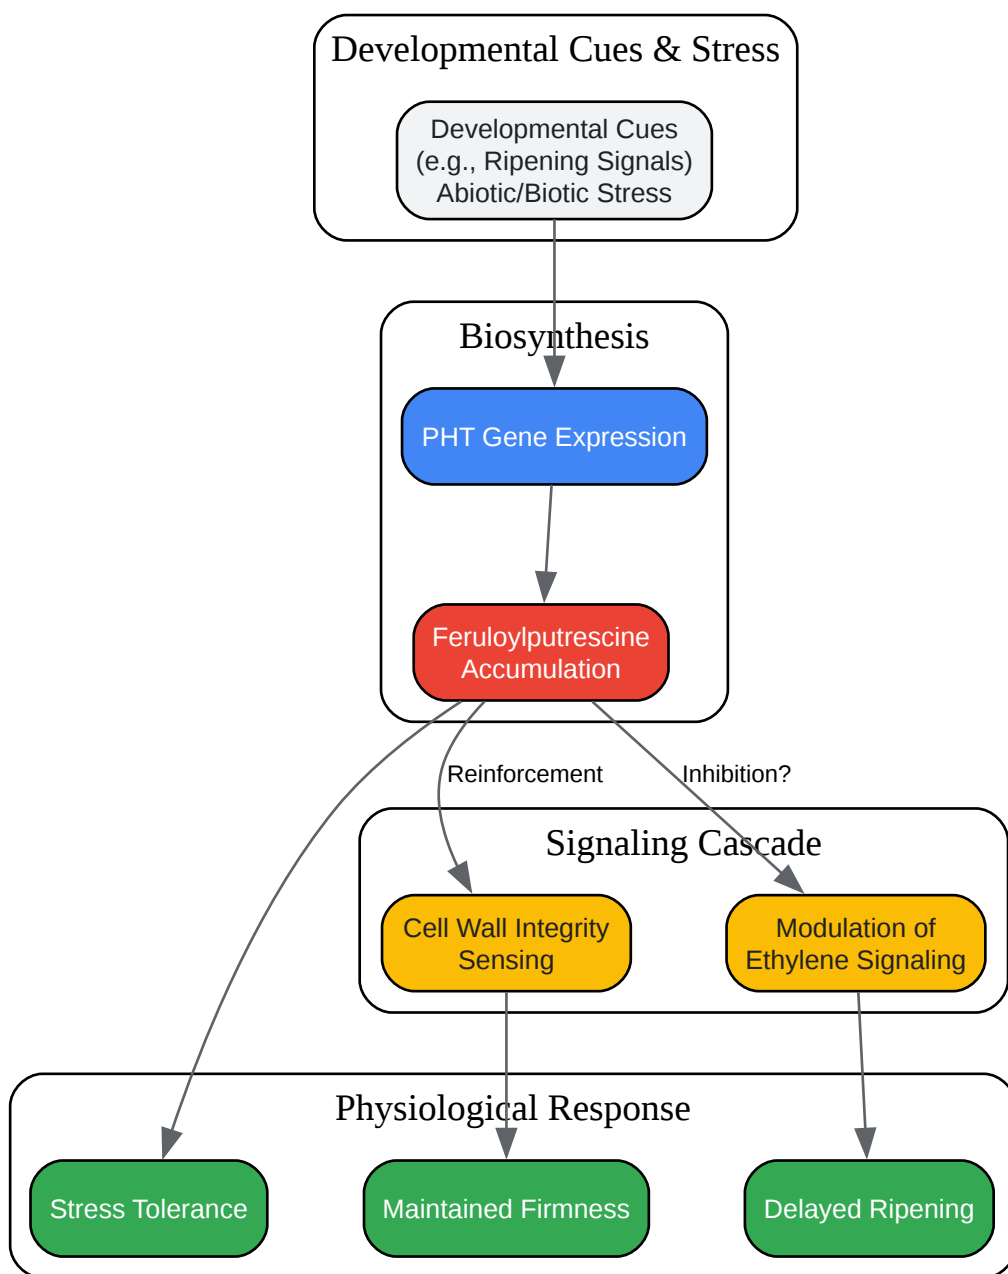 Developmental Cues & Stress
Developmental Cues
(e.g., Ripening Signals)
Abiotic/Biotic Stress
Biosynthesis
PHT Gene Expression
Feruloylputrescine
Accumulation
Reinforcement
Inhibition?
Signaling Cascade
Cell Wall Integrity
Sensing
Modulation of
Ethylene Signaling
Physiological Response
Stress Tolerance
Maintained Firmness
Delayed Ripening